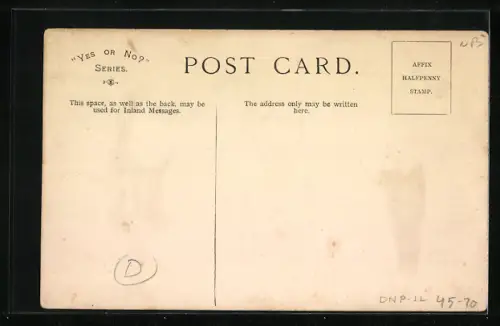 "YES OR NO?"
SERIES.
POST CARD.
AFFIX
HALFPENNY
STAMP.
This space, as well as the back, may be
used for Inland Messages.
The address only may be written
here.
D
DNP-IL 45-70